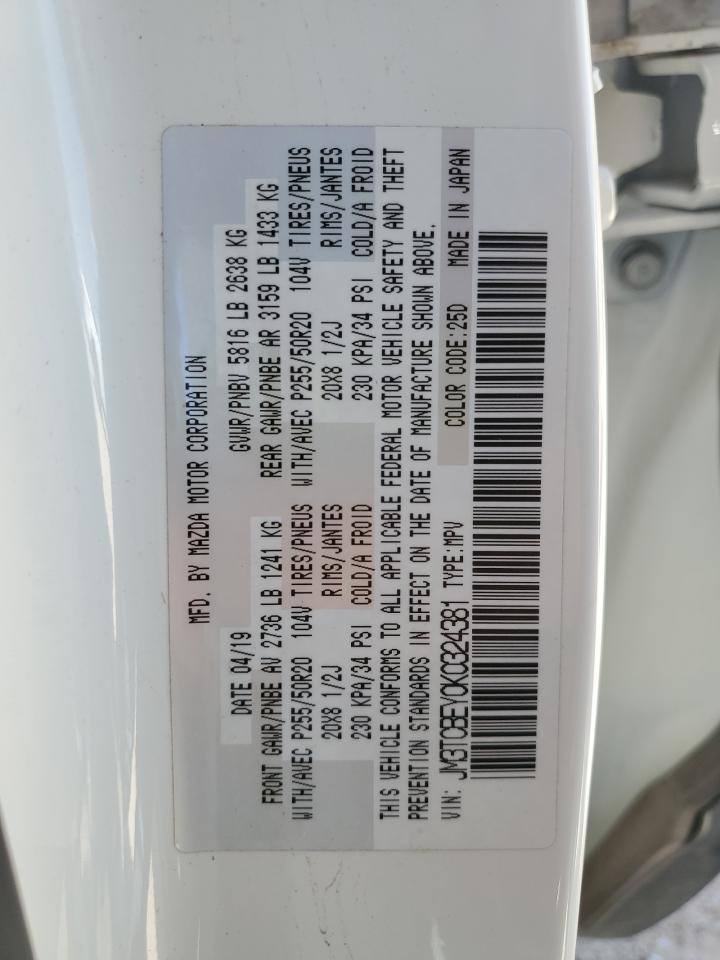 MFD. BY MAZDA MOTOR CORPORATION
DATE 04/19 GVWR/PNBV 5816 LB 2638 KG
FRONT GAWR/PNBE AV 2736 LB 1241 KG REAR GAWR/PNBE AR 3159 LB 1433 KG
WITH/AVEC P255/50R20 104V TIRES/PNEUS WITH/AVEC P255/50R20 104V TIRES/PNEUS
20X8 1/2J RIMS/JANTES 20X8 1/2J RIMS/JANTES
230 KPA/34 PSI COLD/A FROID 230 KPA/34 PSI COLD/A FROID
THIS VEHICLE CONFORMS TO ALL APPLICABLE FEDERAL MOTOR VEHICLE SAFETY AND THEFT
PREVENTION STANDARDS IN EFFECT ON THE DATE OF MANUFACTURE SHOWN ABOVE.
VIN: JM3TCBEY0K0324381 TYPE:MPV COLOR CODE:25D MADE IN JAPAN